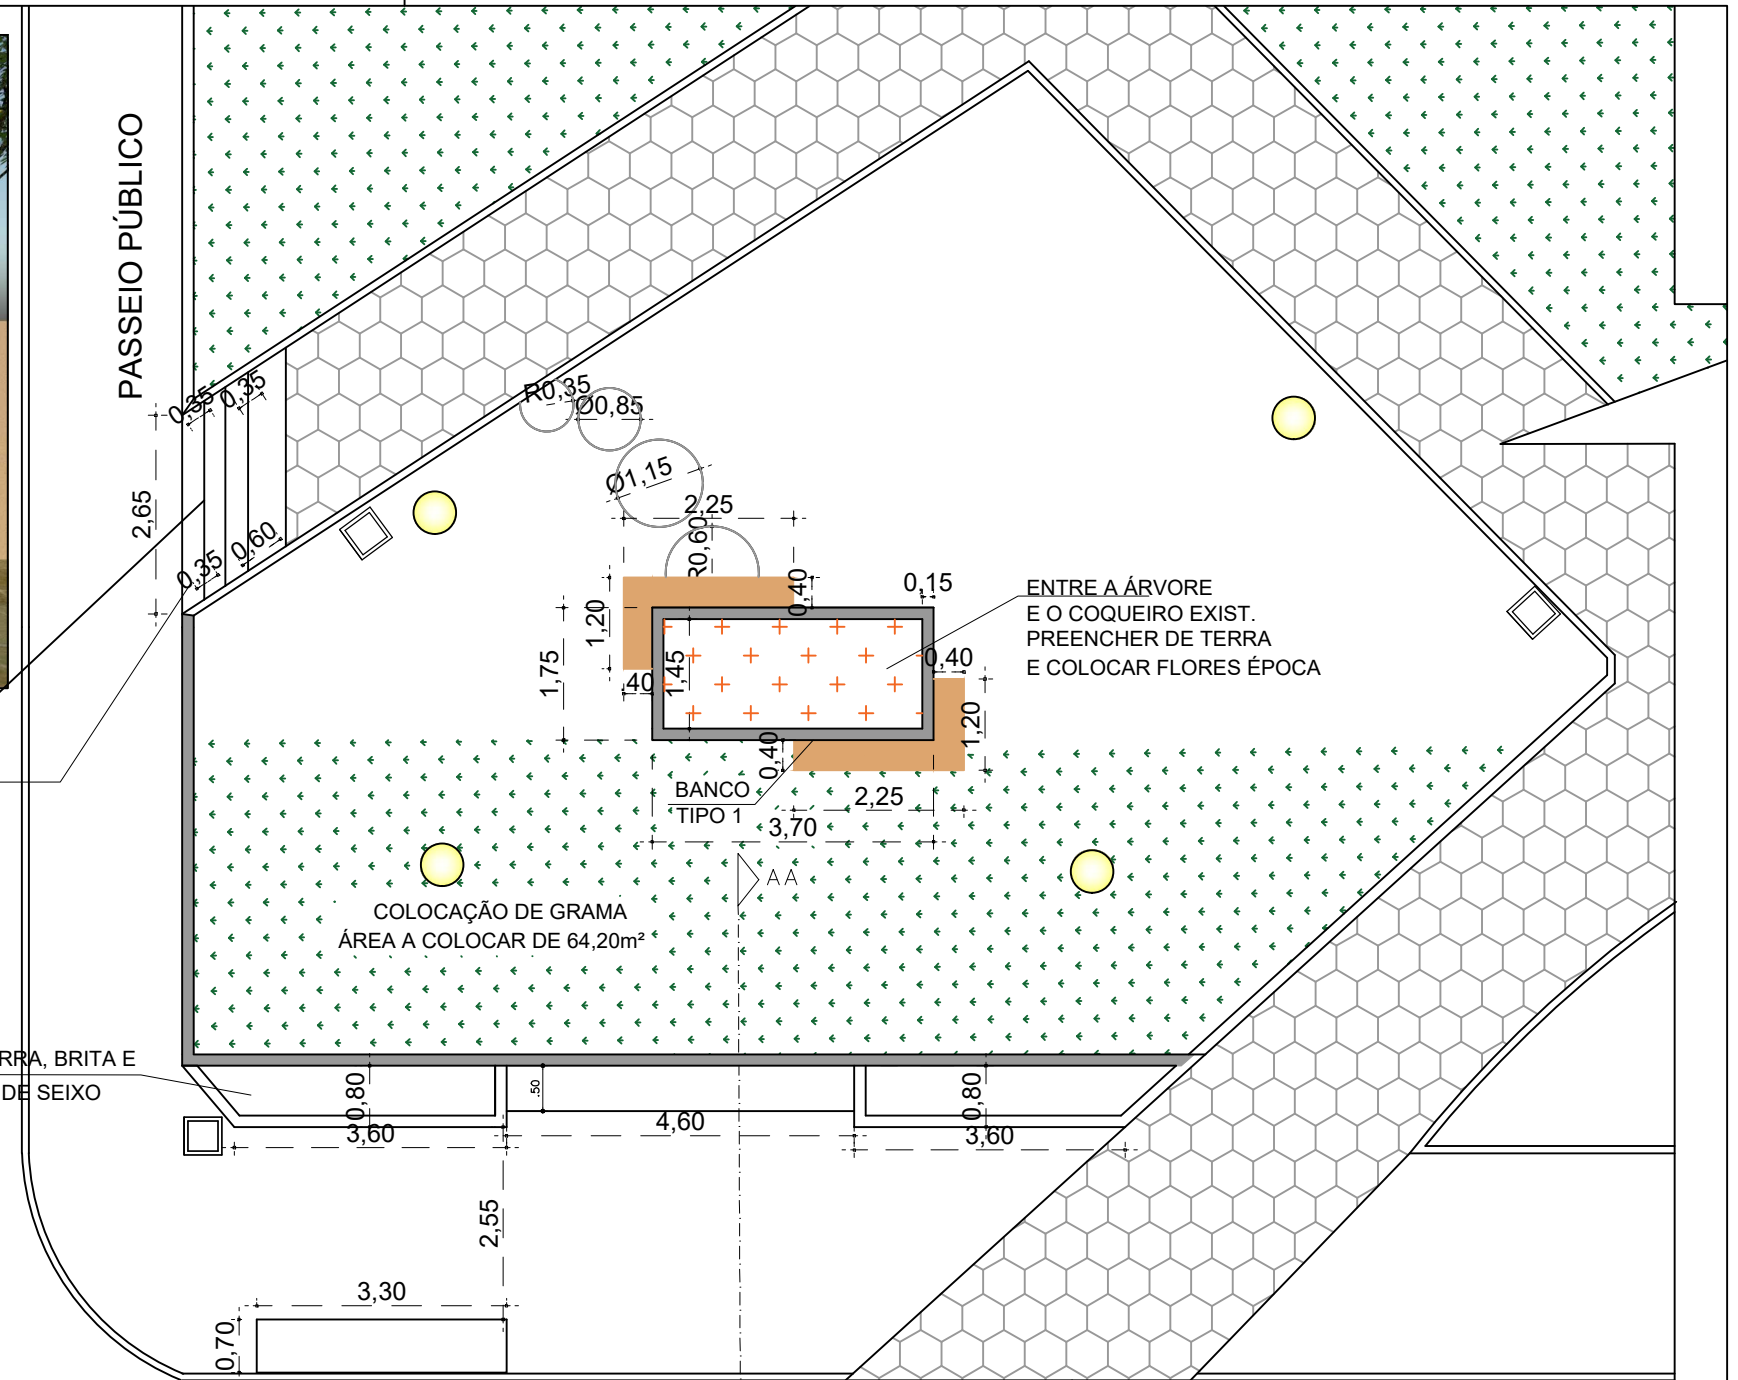 PASSEIO PÚBLICO
0,35
0,35
R0,35
Ø0,85
Ø1,15
2,25
2,65
R0,60
0,35
0,60
0,40
0,15
1,20
ENTRE A ÁRVORE
E O COQUEIRO EXIST.
PREENCHER DE TERRA
E COLOCAR FLORES ÉPOCA
1,75
1,45
,40
0,40
1,20
0,40
BANCO
TIPO 1
2,25
3,70
AA
COLOCAÇÃO DE GRAMA
ÁREA A COLOCAR DE 64,20m²
RRA, BRITA E
DE SEIXO
0,80
.50
0,80
3,60
4,60
3,60
2,55
3,30
0,70